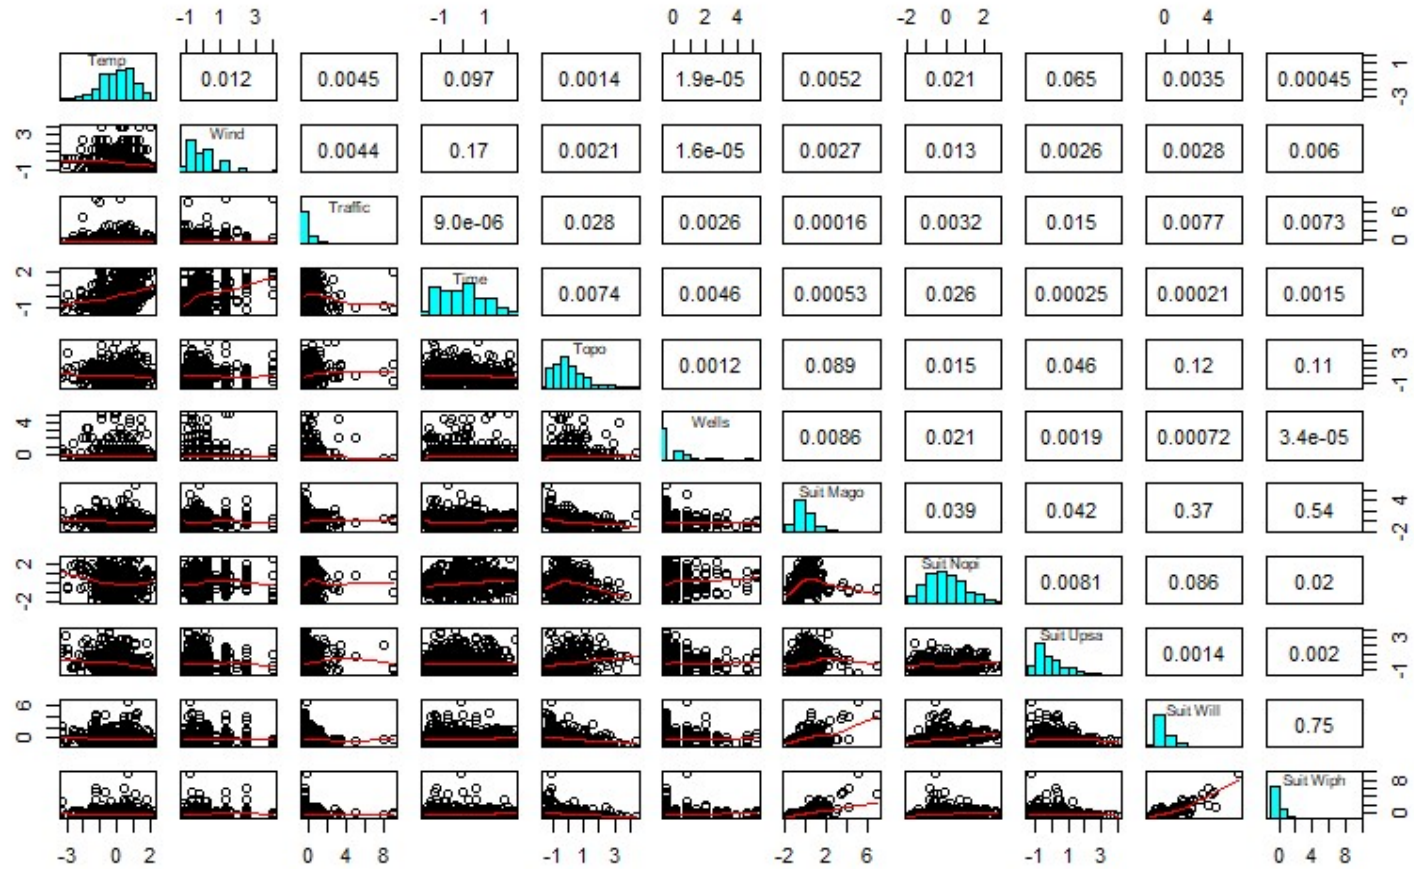 -1 1 3 -1 1 0 2 4 -2 0 2 0 4
Temp 0.012 0.0045 0.097 0.0014 1.9e-05 0.0052 0.021 0.065 0.0035 0.00045 -3 1
3 -1 Wind 0.0044 0.17 0.0021 1.6e-05 0.0027 0.013 0.0026 0.0028 0.006
Traffic 9.0e-06 0.028 0.0026 0.00016 0.0032 0.015 0.0077 0.0073 6 0
2 -1 Time 0.0074 0.0046 0.00053 0.026 0.00025 0.00021 0.0015
Topo 0.0012 0.089 0.015 0.046 0.12 0.11 -1 3
4 0 Wells 0.0086 0.021 0.0019 0.00072 3.4e-05
Suit Mago 0.039 0.042 0.37 0.54 -2 4
2 -2 Suit Nopi 0.0081 0.086 0.02
Suit Upsa 0.0014 0.002 -1 3
6 0 Suit Will 0.75
Suit Wiph 0 8
-3 0 2 0 4 8 -1 1 3 -2 2 6 -1 1 3 0 4 8